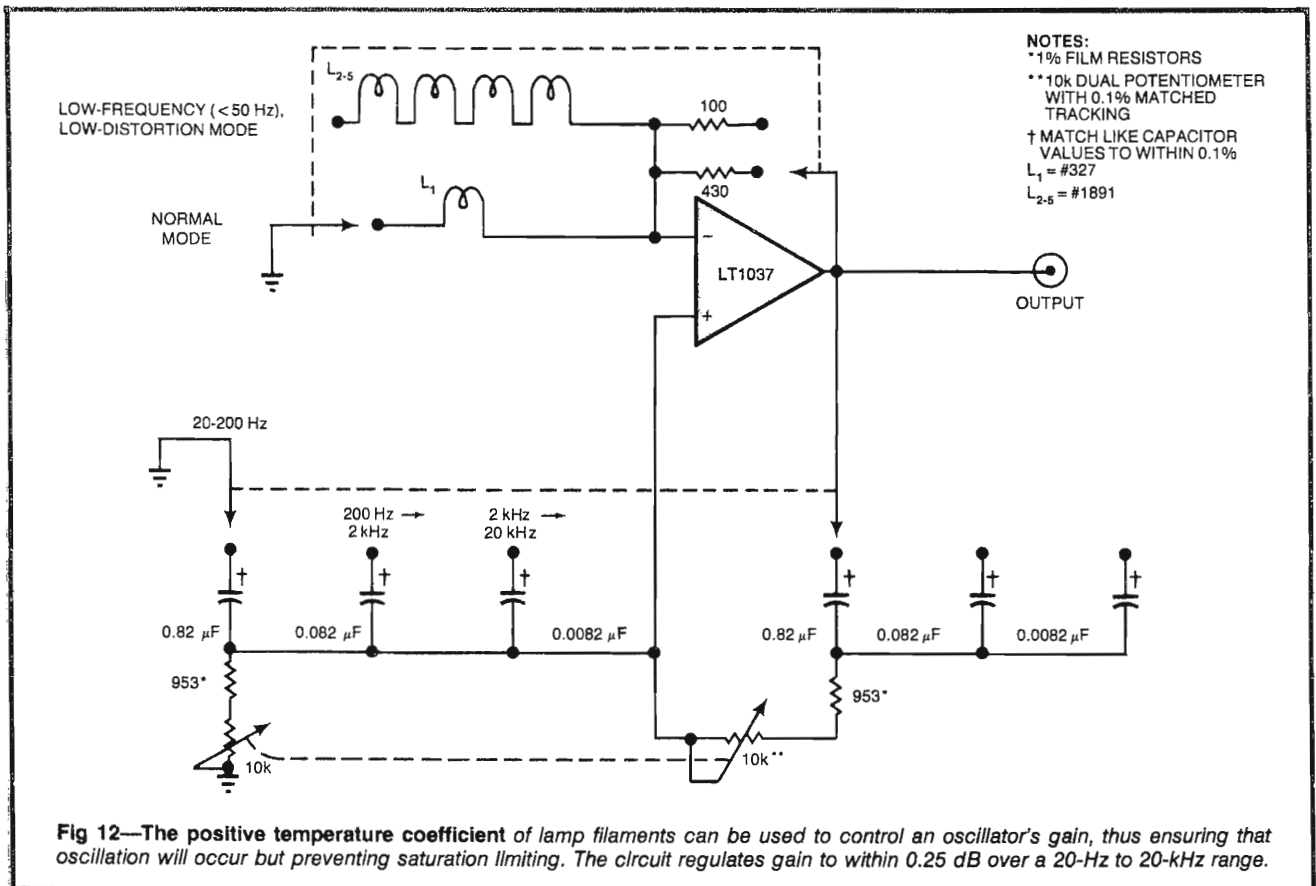 NOTES:
*1% FILM RESISTORS
**10k DUAL POTENTIOMETER
WITH 0.1% MATCHED
TRACKING
† MATCH LIKE CAPACITOR
VALUES TO WITHIN 0.1%
L1 = #327
L2-5 = #1891
L2-5
LOW-FREQUENCY (<50 Hz),
LOW-DISTORTION MODE
100
430
L1
NORMAL
MODE
−
LT1037
+
OUTPUT
20-200 Hz
200 Hz →
2 kHz
2 kHz →
20 kHz
†
†
†
†
†
†
0.82 µF
0.082 µF
0.0082 µF
0.82 µF
0.082 µF
0.0082 µF
953*
953*
10k
10k**
Fig 12—The positive temperature coefficient of lamp filaments can be used to control an oscillator's gain, thus ensuring that
oscillation will occur but preventing saturation limiting. The circuit regulates gain to within 0.25 dB over a 20-Hz to 20-kHz range.